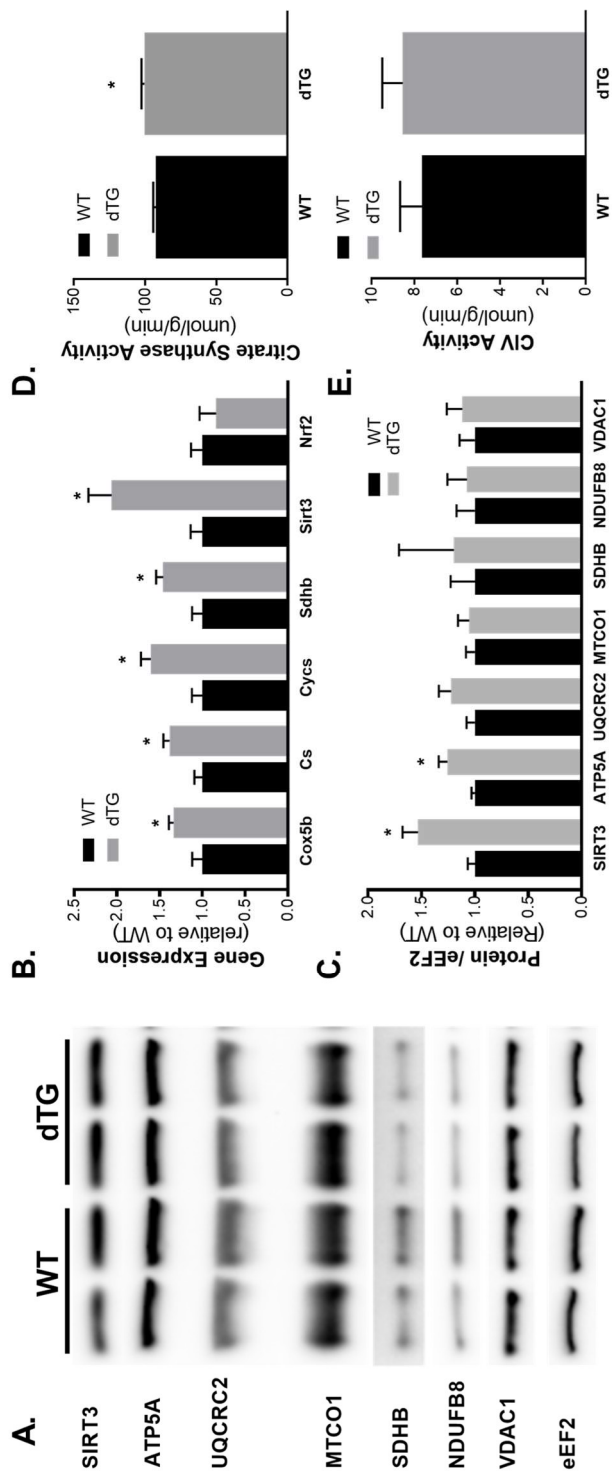 A.
WT dTG
SIRT3
ATP5A
UQCRC2
MTCO1
SDHB
NDUFB8
VDAC1
eEF2
B.
Gene Expression
(relative to WT)
2.5
2.0
1.5
1.0
0.5
0.0
WT
dTG
* * * * *
Cox5b Cs Cycs Sdhb Sirt3 Nrf2
C.
Protein /eEF2
(Relative to WT)
2.0
1.5
1.0
0.5
0.0
WT
dTG
* *
SIRT3 ATP5A UQCRC2 MTCO1 SDHB NDUFB8 VDAC1
D.
Citrate Synthase Activity
(umol/g/min)
150
100
50
0
WT
dTG
*
WT dTG
E.
CIV Activity
(umol/g/min)
10
8
6
4
2
0
WT
dTG
WT dTG